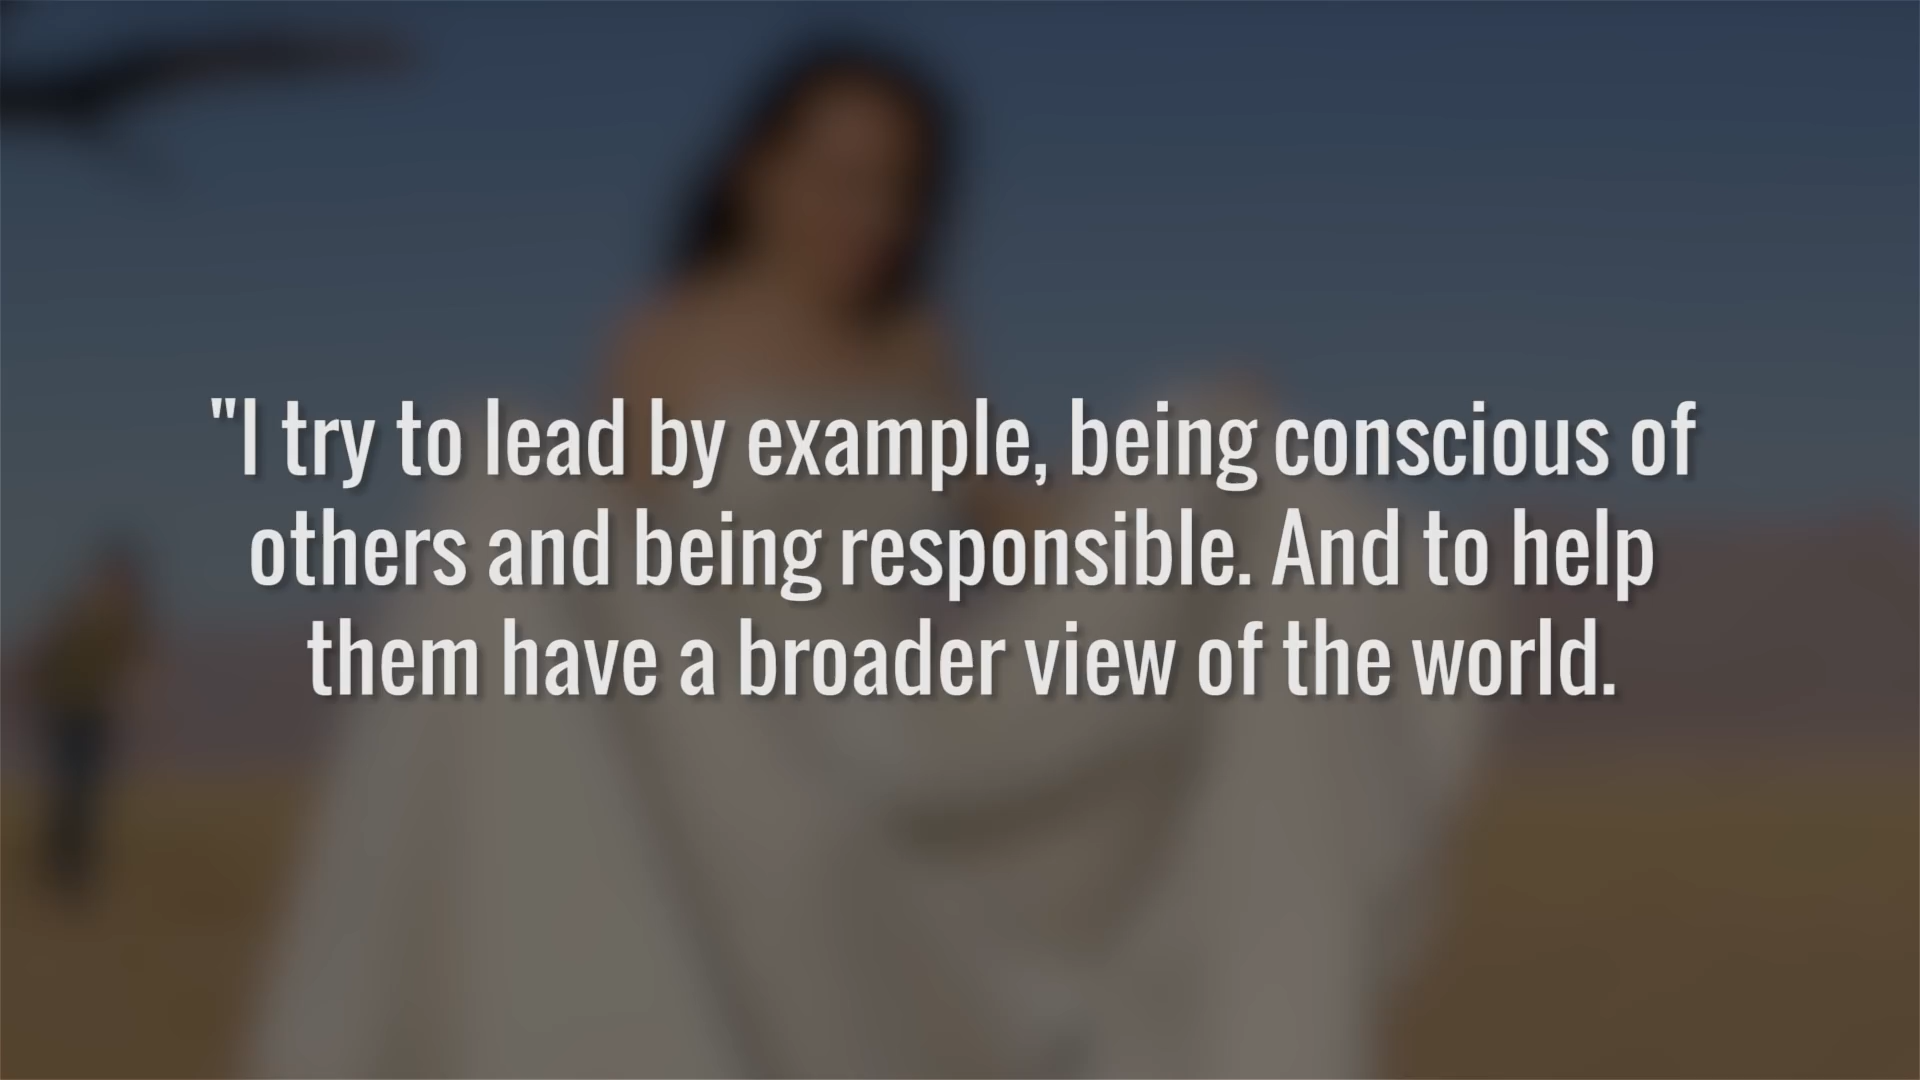 "I try to lead by example, being conscious of
others and being responsible. And to help
them have a broader view of the world.